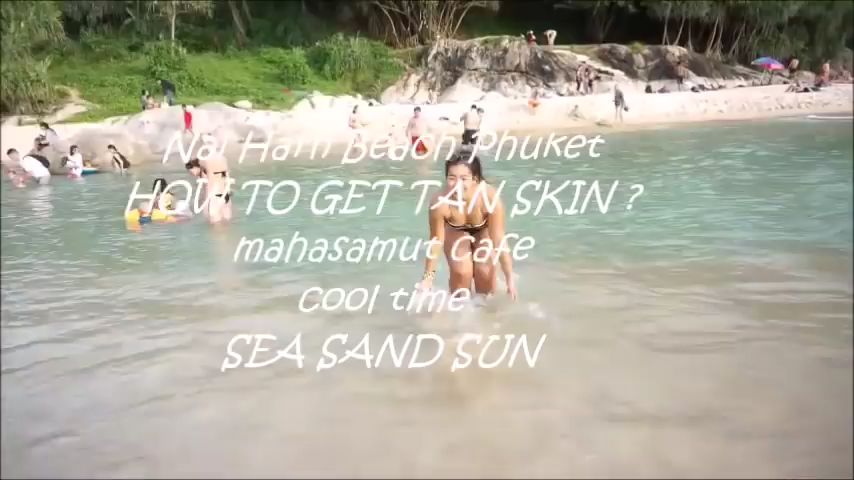 Nai Harn Beach Phuket
HOW TO GET TAN SKIN ?
mahasamut cafe
cool time
SEA SAND SUN